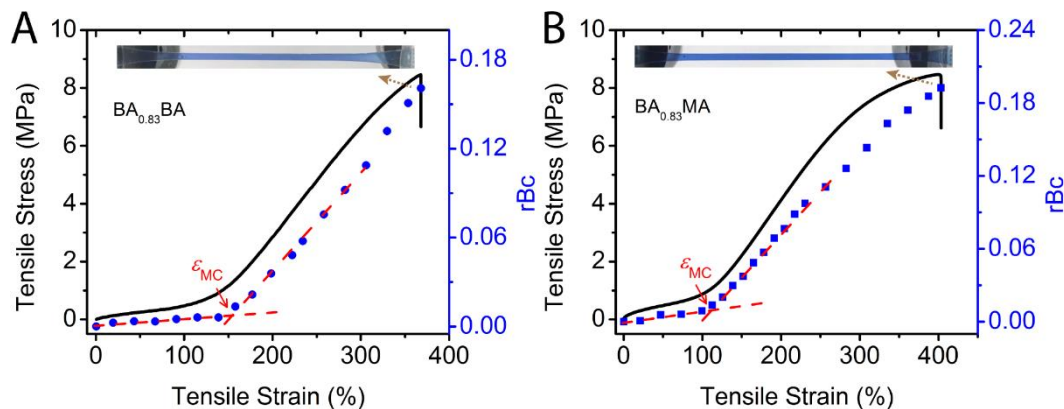 A
10
8
6
4
2
0
Tensile Stress (MPa)
BA0.83BA
εMC
0.18
0.12
0.06
0.00
rBc
0 100 200 300 400
Tensile Strain (%)
B
10
8
6
4
2
0
Tensile Stress (MPa)
BA0.83MA
εMC
0.24
0.18
0.12
0.06
0.00
rBc
0 100 200 300 400
Tensile Strain (%)